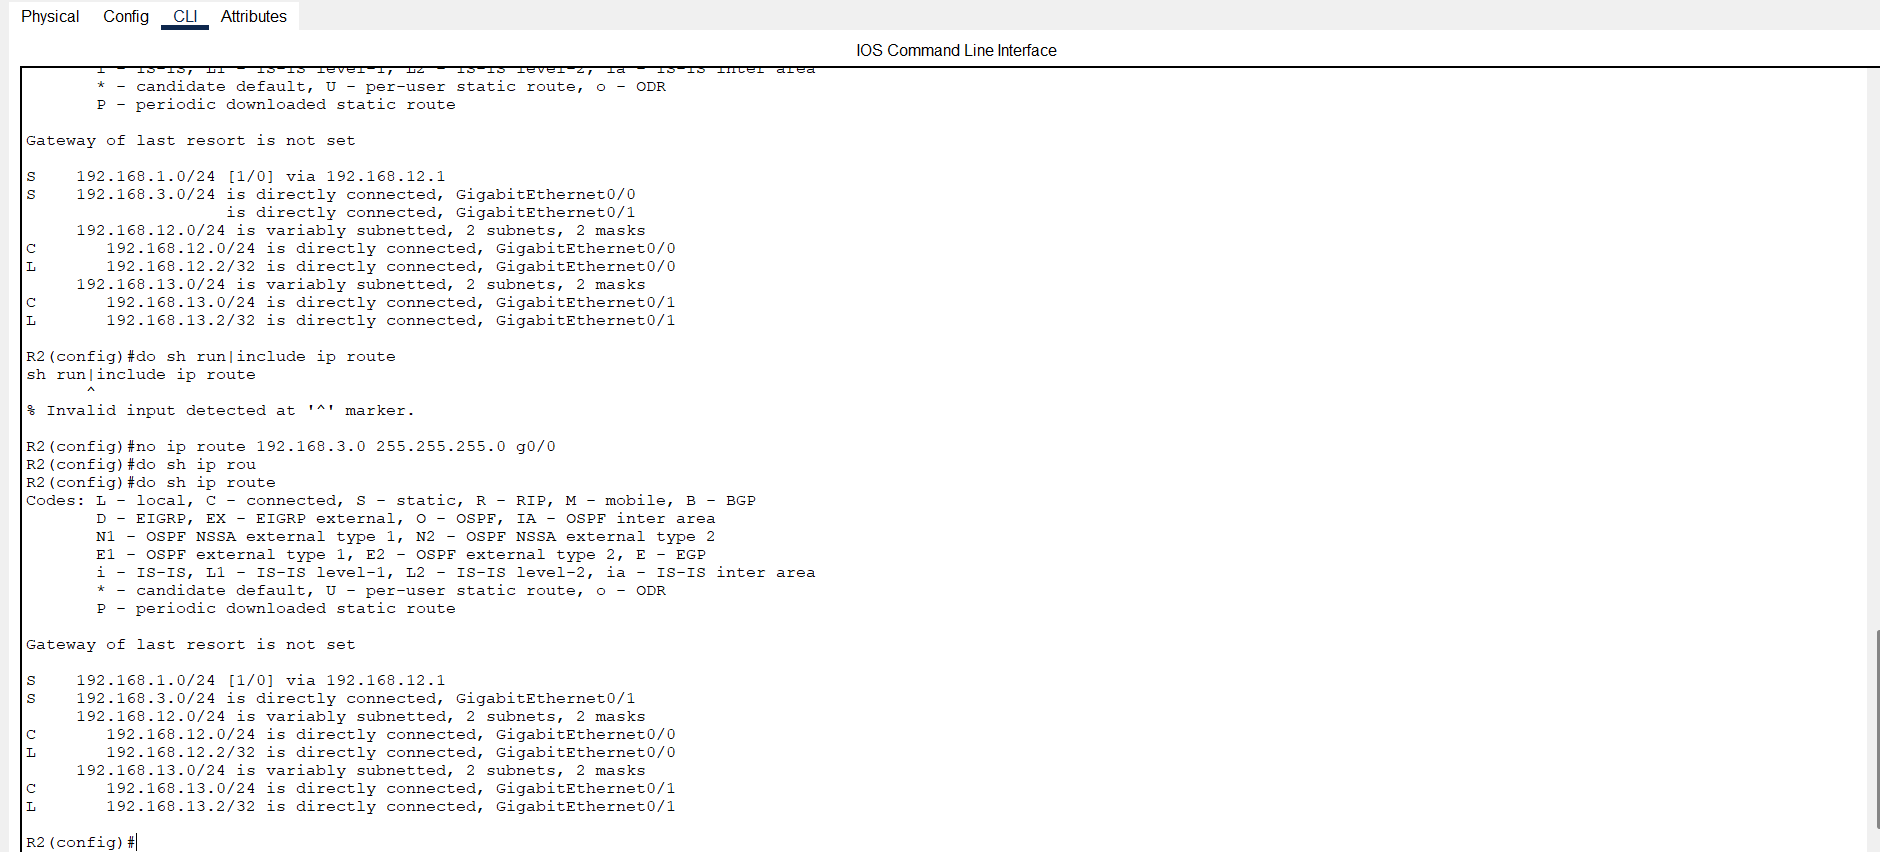 Physical Config CLI Attributes
IOS Command Line Interface
i - IS-IS, L1 - IS-IS level-1, L2 - IS-IS level-2, ia - IS-IS inter area
* - candidate default, U - per-user static route, o - ODR
P - periodic downloaded static route
Gateway of last resort is not set
S 192.168.1.0/24 [1/0] via 192.168.12.1
S 192.168.3.0/24 is directly connected, GigabitEthernet0/0
is directly connected, GigabitEthernet0/1
192.168.12.0/24 is variably subnetted, 2 subnets, 2 masks
C 192.168.12.0/24 is directly connected, GigabitEthernet0/0
L 192.168.12.2/32 is directly connected, GigabitEthernet0/0
192.168.13.0/24 is variably subnetted, 2 subnets, 2 masks
C 192.168.13.0/24 is directly connected, GigabitEthernet0/1
L 192.168.13.2/32 is directly connected, GigabitEthernet0/1
R2(config)#do sh run|include ip route
sh run|include ip route
^
% Invalid input detected at '^' marker.
R2(config)#no ip route 192.168.3.0 255.255.255.0 g0/0
R2(config)#do sh ip rou
R2(config)#do sh ip route
Codes: L - local, C - connected, S - static, R - RIP, M - mobile, B - BGP
D - EIGRP, EX - EIGRP external, O - OSPF, IA - OSPF inter area
N1 - OSPF NSSA external type 1, N2 - OSPF NSSA external type 2
E1 - OSPF external type 1, E2 - OSPF external type 2, E - EGP
i - IS-IS, L1 - IS-IS level-1, L2 - IS-IS level-2, ia - IS-IS inter area
* - candidate default, U - per-user static route, o - ODR
P - periodic downloaded static route
Gateway of last resort is not set
S 192.168.1.0/24 [1/0] via 192.168.12.1
S 192.168.3.0/24 is directly connected, GigabitEthernet0/1
192.168.12.0/24 is variably subnetted, 2 subnets, 2 masks
C 192.168.12.0/24 is directly connected, GigabitEthernet0/0
L 192.168.12.2/32 is directly connected, GigabitEthernet0/0
192.168.13.0/24 is variably subnetted, 2 subnets, 2 masks
C 192.168.13.0/24 is directly connected, GigabitEthernet0/1
L 192.168.13.2/32 is directly connected, GigabitEthernet0/1
R2(config)#